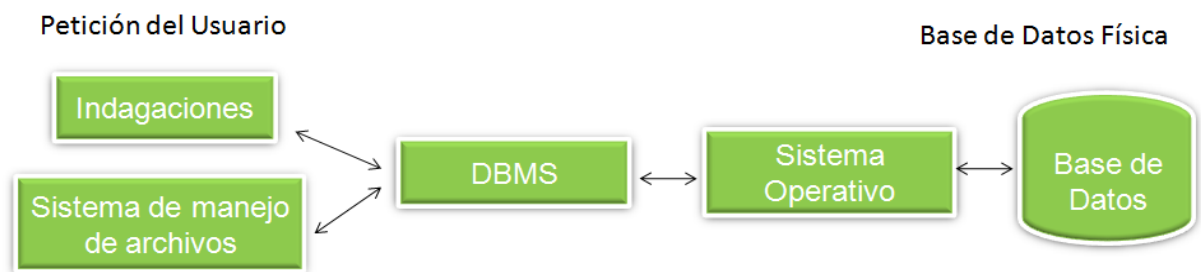 Petición del Usuario
Base de Datos Física
Indagaciones
Sistema de manejo
de archivos
DBMS
Sistema
Operativo
Base de
Datos